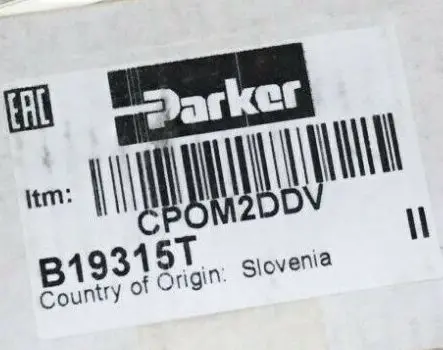 EAC
Parker
Itm:
CPOM2DDV
B19315T
II
Country of Origin: Slovenia